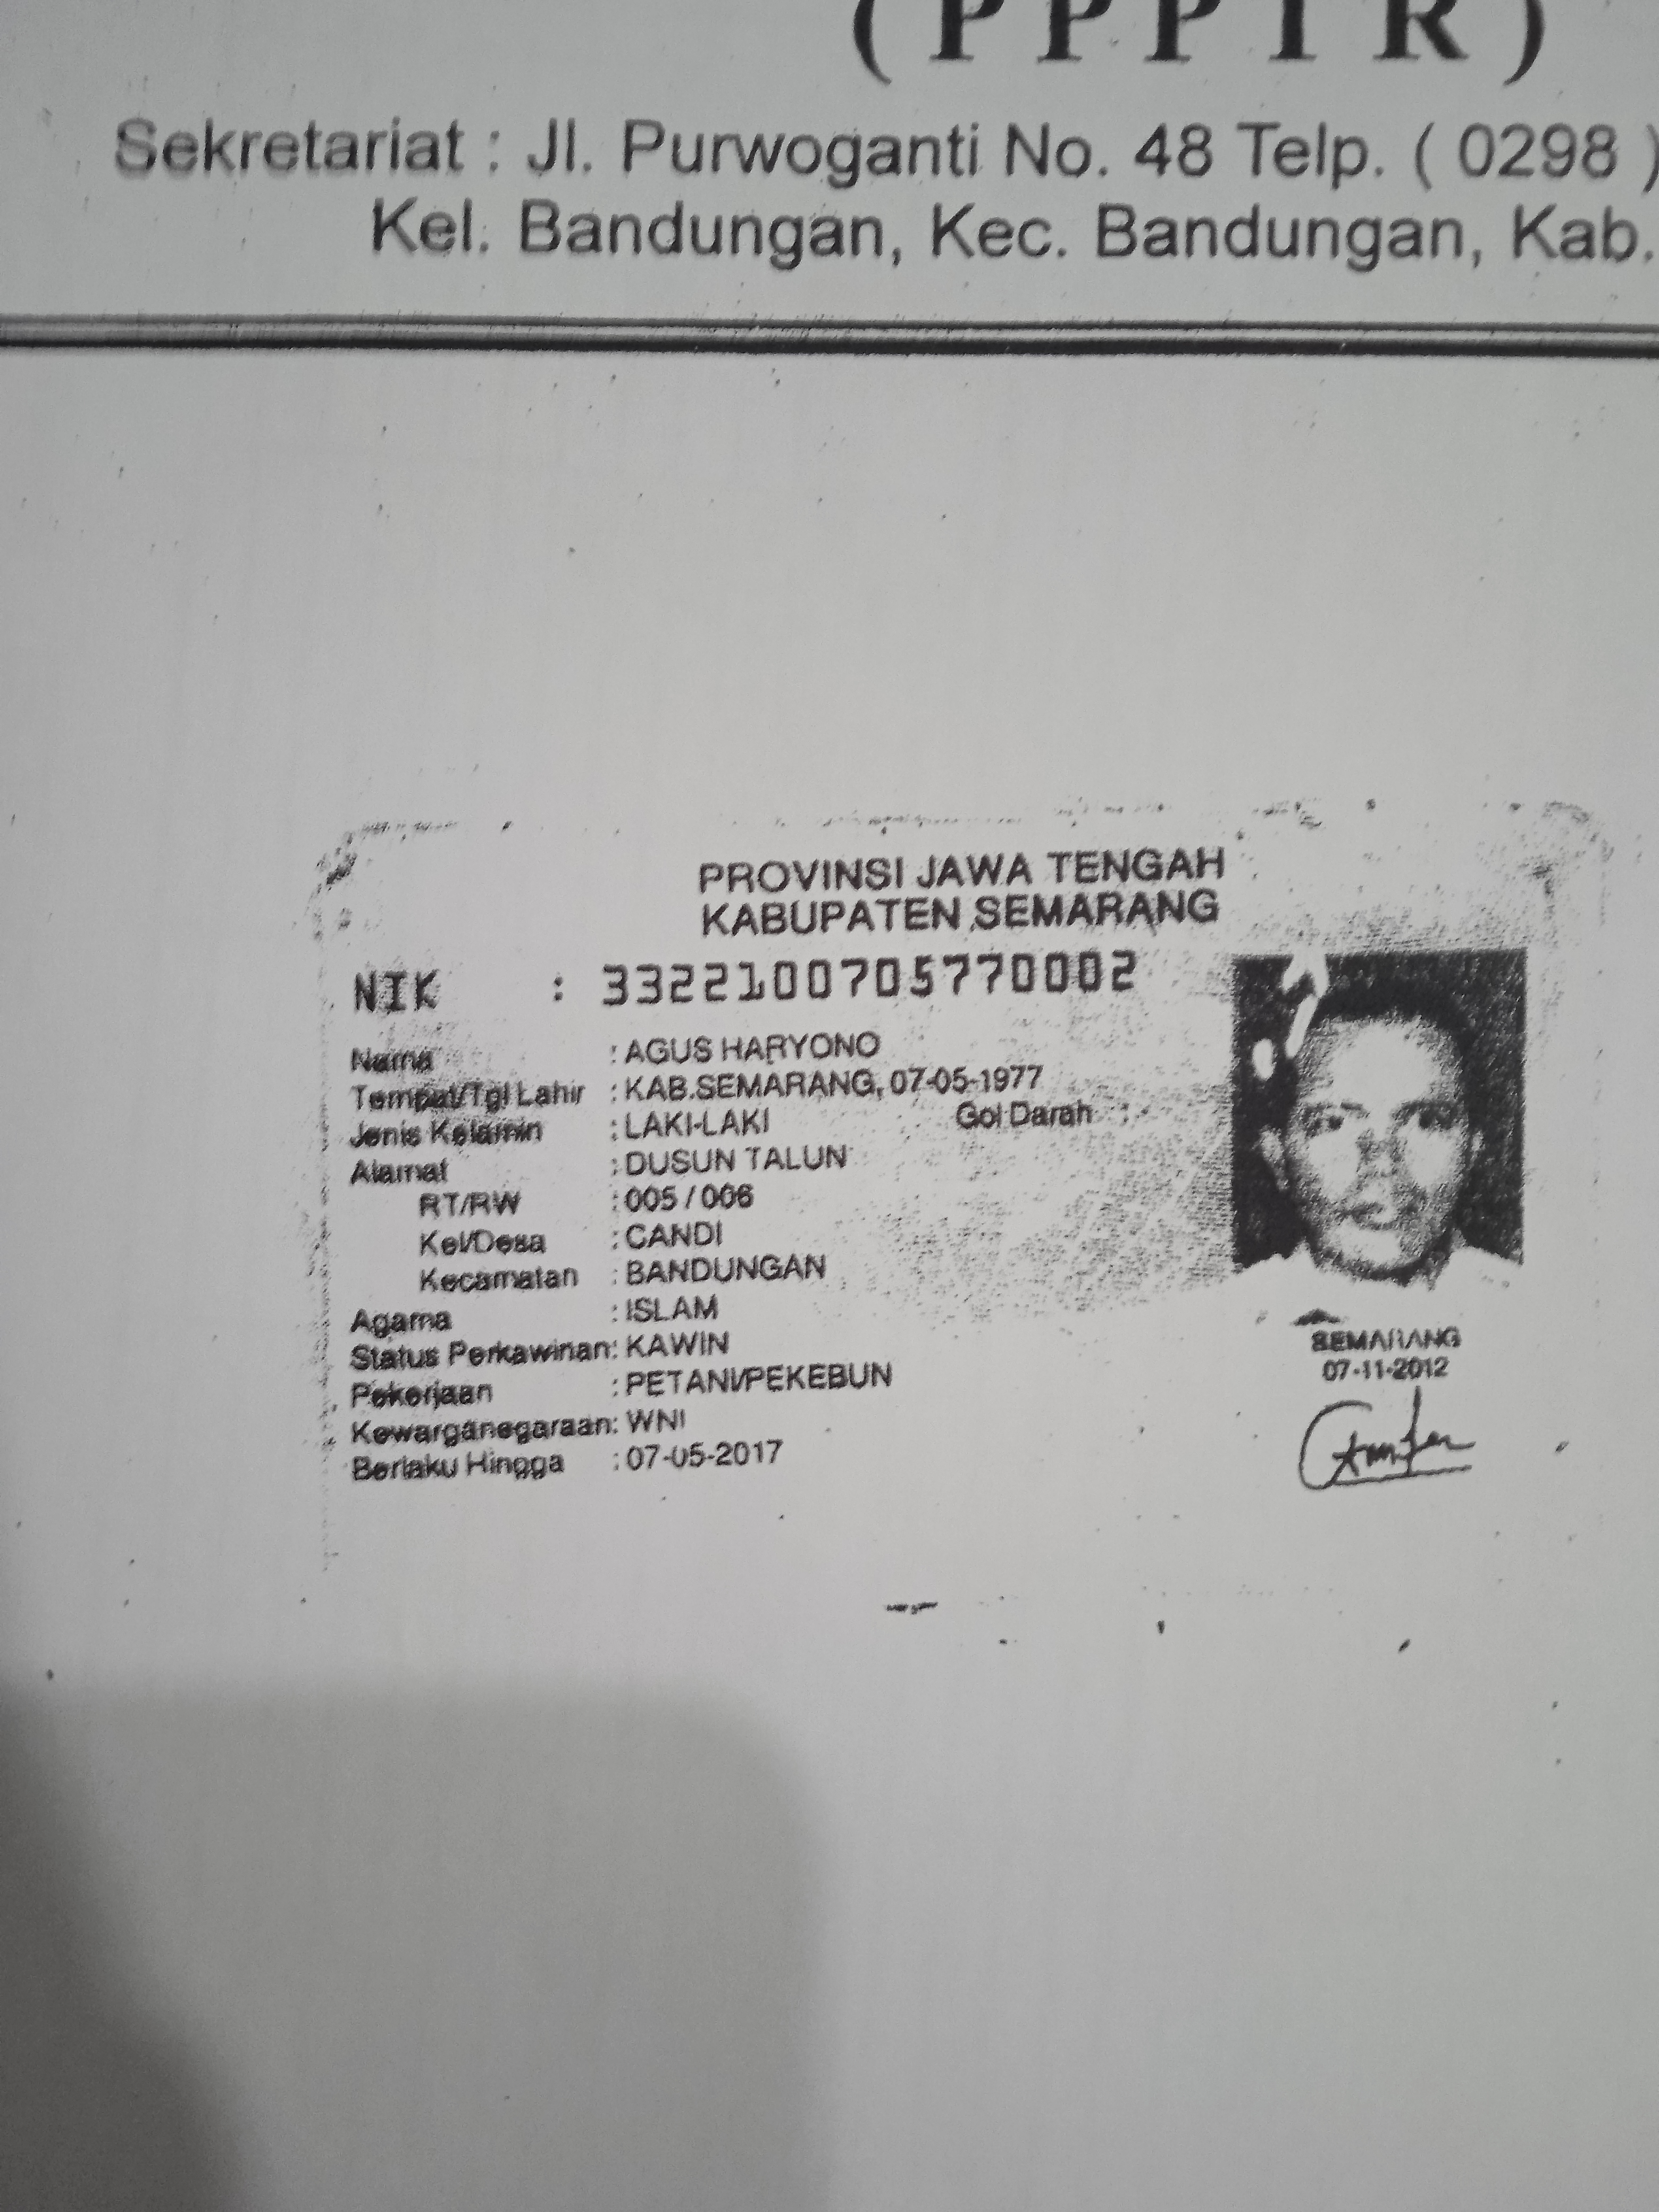 ( P P P T R )
Sekretariat : Jl. Purwoganti No. 48 Telp. ( 0298 )
Kel. Bandungan, Kec. Bandungan, Kab.
PROVINSI JAWA TENGAH
KABUPATEN SEMARANG
NIK : 3322100705770002
Nama : AGUS HARYONO
Tempat/Tgl Lahir : KAB.SEMARANG, 07-05-1977
Jenis Kelamin : LAKI-LAKI Gol Darah :
Alamat : DUSUN TALUN
RT/RW : 005 / 006
Kel/Desa : CANDI
Kecamatan : BANDUNGAN
Agama : ISLAM
Status Perkawinan: KAWIN
Pekerjaan : PETANI/PEKEBUN
Kewarganegaraan: WNI
Berlaku Hingga : 07-05-2017
SEMARANG
07-11-2012